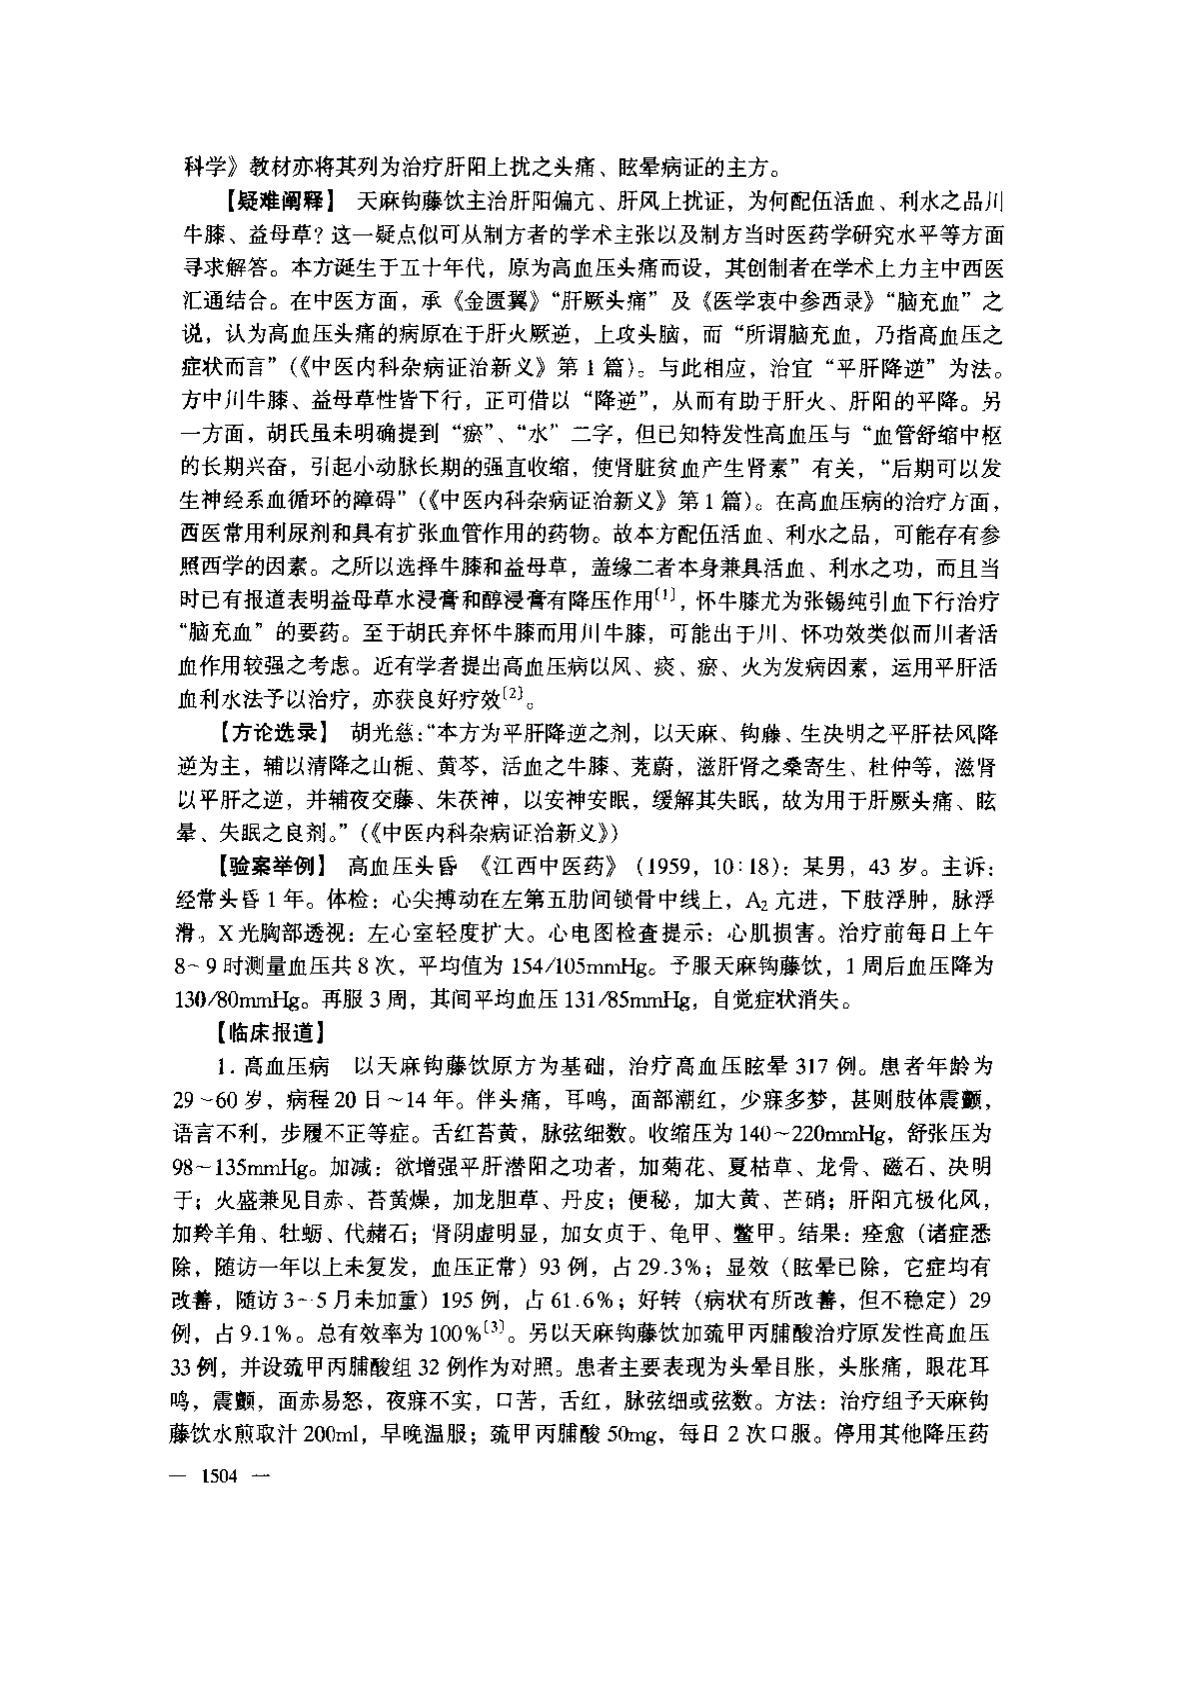 科学》教材亦将其列为治疗肝阳上扰之头痛、眩晕病证的主方。
【疑难阐释】 天麻钩藤饮主治肝阳偏亢、肝风上扰证，为何配伍活血、利水之品川
牛膝、益母草？这一疑点似可从制方者的学术主张以及制方当时医药学研究水平等方面
寻求解答。本方诞生于五十年代，原为高血压头痛而设，其创制者在学术上力主中西医
汇通结合。在中医方面，承《金匮翼》“肝厥头痛”及《医学衷中参西录》“脑充血”之
说，认为高血压头痛的病原在于肝火厥逆，上攻头脑，而“所谓脑充血，乃指高血压之
症状而言”（《中医内科杂病证治新义》第1篇）。与此相应，治宜“平肝降逆”为法。
方中川牛膝、益母草性皆下行，正可借以“降逆”，从而有助于肝火、肝阳的平降。另
一方面，胡氏虽未明确提到“瘀”、“水”二字，但已知特发性高血压与“血管舒缩中枢
的长期兴奋，引起小动脉长期的强直收缩，使肾脏贫血产生肾素”有关，“后期可以发
生神经系血循环的障碍”（《中医内科杂病证治新义》第1篇）。在高血压病的治疗方面，
西医常用利尿剂和具有扩张血管作用的药物。故本方配伍活血、利水之品，可能存有参
照西学的因素。之所以选择牛膝和益母草，盖缘二者本身兼具活血、利水之功，而且当
时已有报道表明益母草水浸膏和醇浸膏有降压作用〔1〕，怀牛膝尤为张锡纯引血下行治疗
“脑充血”的要药。至于胡氏弃怀牛膝而用川牛膝，可能出于川、怀功效类似而川者活
血作用较强之考虑。近有学者提出高血压病以风、痰、瘀、火为发病因素，运用平肝活
血利水法予以治疗，亦获良好疗效〔2〕。
【方论选录】 胡光慈：“本方为平肝降逆之剂，以天麻、钩藤、生决明之平肝祛风降
逆为主，辅以清降之山栀、黄芩，活血之牛膝、茺蔚，滋肝肾之桑寄生、杜仲等，滋肾
以平肝之逆，并辅夜交藤、朱茯神，以安神安眠，缓解其失眠，故为用于肝厥头痛、眩
晕、失眠之良剂。”（《中医内科杂病证治新义》）
【验案举例】 高血压头昏 《江西中医药》（1959，10:18）：某男，43岁。主诉：
经常头昏1年。体检：心尖搏动在左第五肋间锁骨中线上，A₂亢进，下肢浮肿，脉浮
滑。X光胸部透视：左心室轻度扩大。心电图检查提示：心肌损害。治疗前每日上午
8～9时测量血压共8次，平均值为154/105mmHg。予服天麻钩藤饮，1周后血压降为
130/80mmHg。再服3周，其间平均血压131/85mmHg，自觉症状消失。
【临床报道】
1. 高血压病 以天麻钩藤饮原方为基础，治疗高血压眩晕317例。患者年龄为
29～60岁，病程20日～14年。伴头痛，耳鸣，面部潮红，少寐多梦，甚则肢体震颤，
语言不利，步履不正等症。舌红苔黄，脉弦细数。收缩压为140～220mmHg，舒张压为
98～135mmHg。加减：欲增强平肝潜阳之功者，加菊花、夏枯草、龙骨、磁石、决明
子；火盛兼见目赤、苔黄燥，加龙胆草、丹皮；便秘，加大黄、芒硝；肝阳亢极化风，
加羚羊角、牡蛎、代赭石；肾阴虚明显，加女贞子、龟甲、鳖甲。结果：痊愈（诸症悉
除，随访一年以上未复发，血压正常）93例，占29.3%；显效（眩晕已除，它症均有
改善，随访3～5月未加重）195例，占61.6%；好转（病状有所改善，但不稳定）29
例，占9.1%。总有效率为100%〔3〕。另以天麻钩藤饮加巯甲丙脯酸治疗原发性高血压
33例，并设巯甲丙脯酸组32例作为对照。患者主要表现为头晕目胀，头胀痛，眼花耳
鸣，震颤，面赤易怒，夜寐不实，口苦，舌红，脉弦细或弦数。方法：治疗组予天麻钩
藤饮水煎取汁200ml，早晚温服；巯甲丙脯酸50mg，每日2次口服。停用其他降压药
— 1504 —